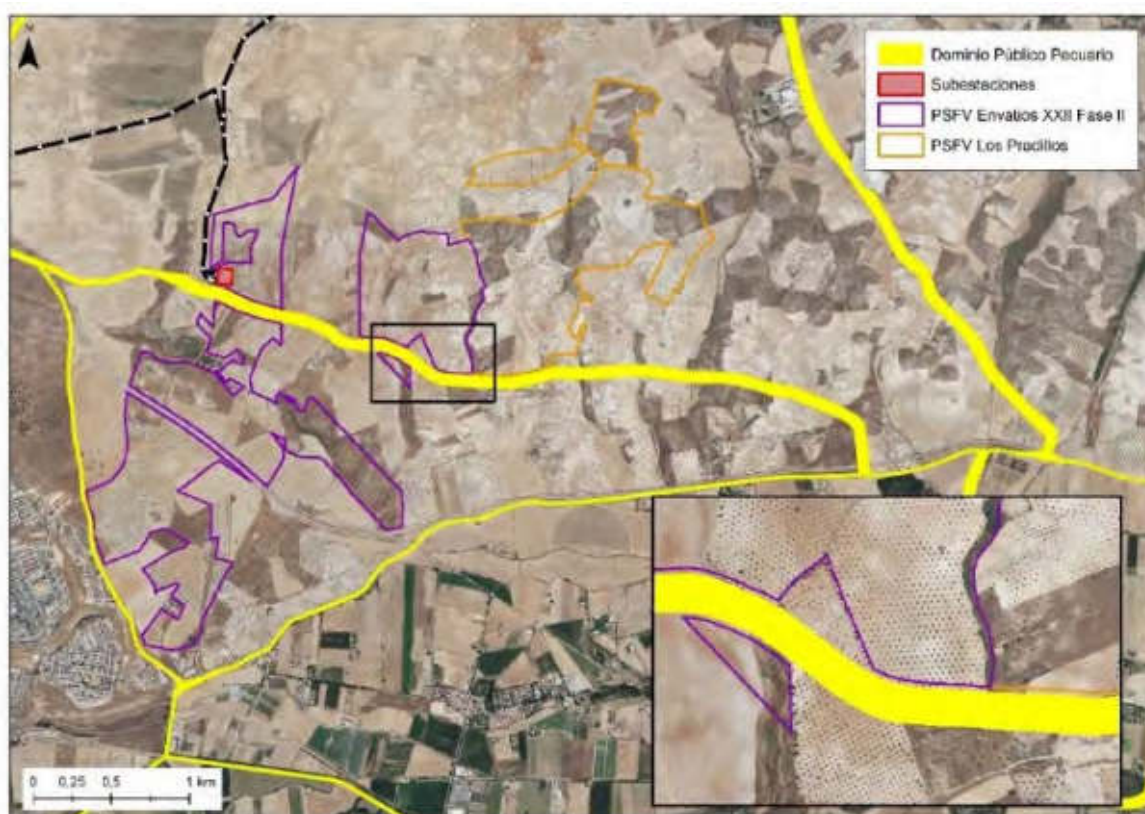 Dominio Público Pecuario
Subestaciones
PSFV Envatios XXII Fase II
PSFV Los Pradillos
0 0,25 0,5 1 km